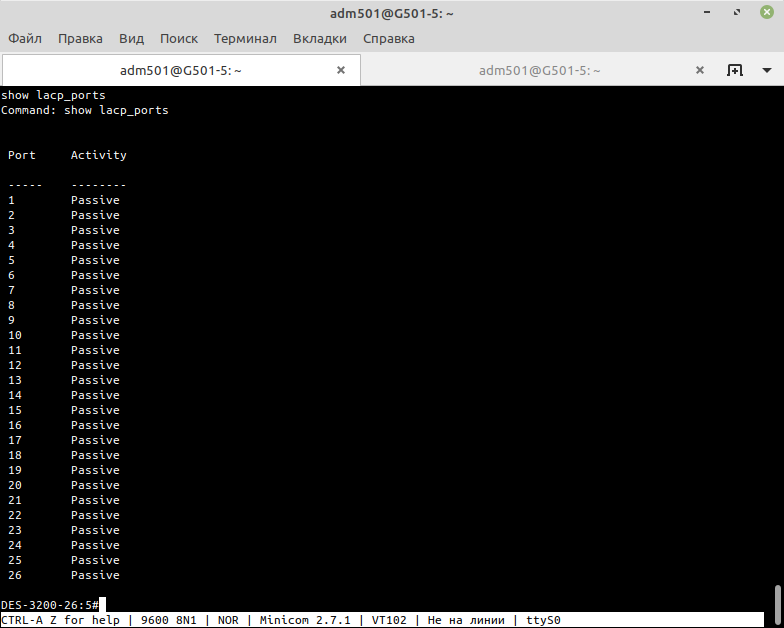 adm501@G501-5: ~
Файл Правка Вид Поиск Терминал Вкладки Справка
adm501@G501-5: ~ adm501@G501-5: ~
show lacp_ports
Command: show lacp_ports
Port Activity
----- --------
1 Passive
2 Passive
3 Passive
4 Passive
5 Passive
6 Passive
7 Passive
8 Passive
9 Passive
10 Passive
11 Passive
12 Passive
13 Passive
14 Passive
15 Passive
16 Passive
17 Passive
18 Passive
19 Passive
20 Passive
21 Passive
22 Passive
23 Passive
24 Passive
25 Passive
26 Passive
DES-3200-26:5#
CTRL-A Z for help | 9600 8N1 | NOR | Minicom 2.7.1 | VT102 | Не на линии | ttyS0